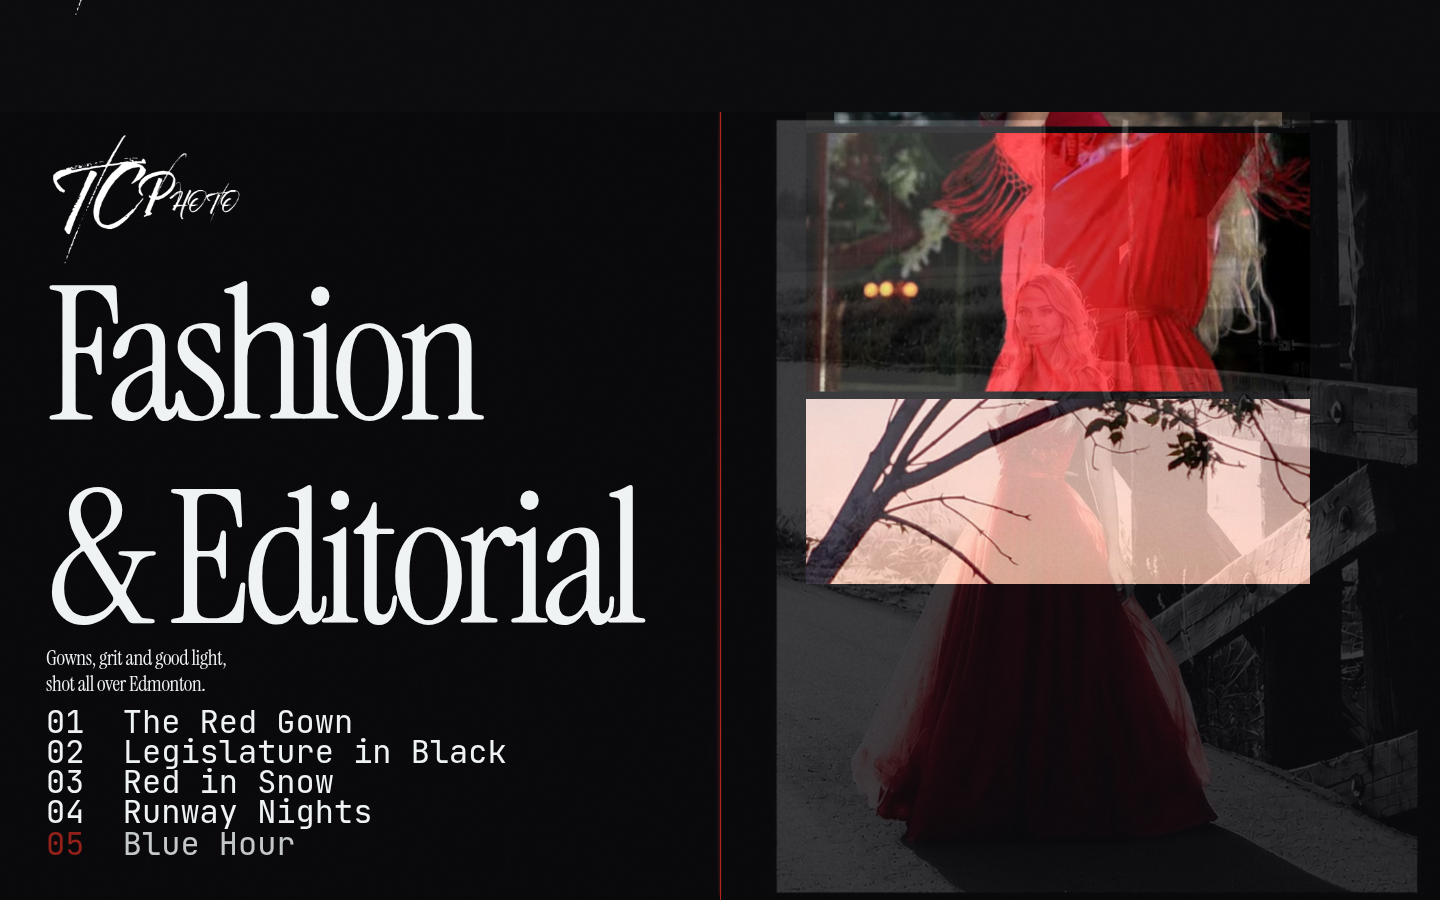 TCPhoto
Fashion
& Editorial
Gowns, grit and good light,
shot all over Edmonton.
01 The Red Gown
02 Legislature in Black
03 Red in Snow
04 Runway Nights
05 Blue Hour